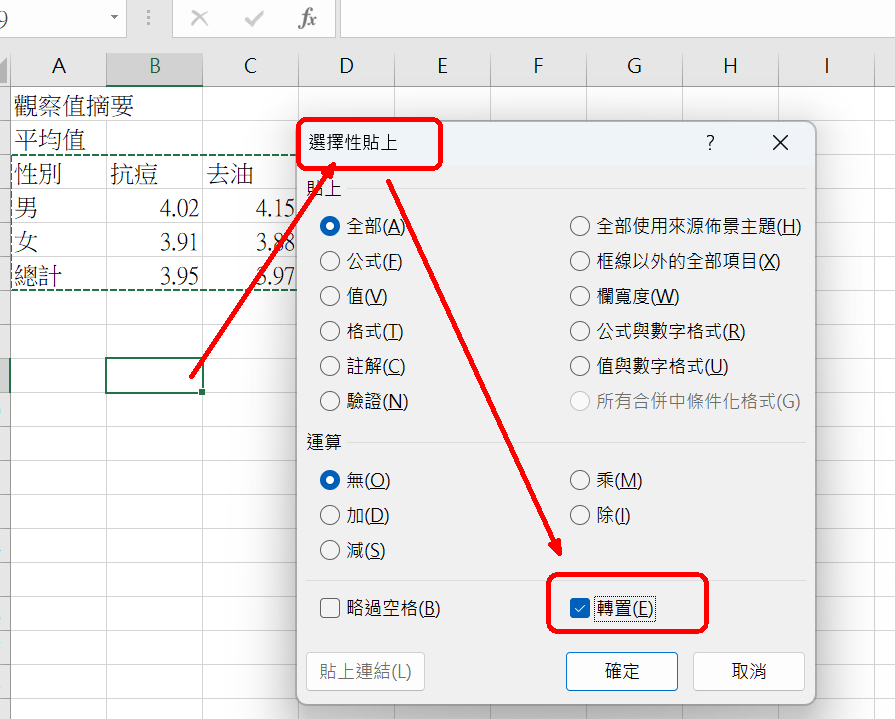 9 fx
A B C D E F G H I
觀察值摘要
平均值
性別 抗痘 去油
男 4.02 4.15
女 3.91 3.88
總計 3.95 3.97
選擇性貼上 ?
貼上
全部(A) 全部使用來源佈景主題(H)
公式(F) 框線以外的全部項目(X)
值(V) 欄寬度(W)
格式(T) 公式與數字格式(R)
註解(C) 值與數字格式(U)
驗證(N) 所有合併中條件化格式(G)
運算
無(O) 乘(M)
加(D) 除(I)
減(S)
略過空格(B) 轉置(E)
貼上連結(L) 確定 取消